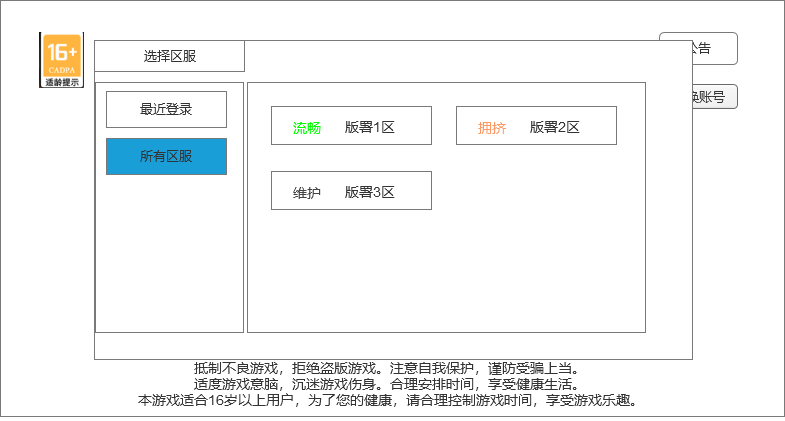 16+
CADPA
适龄提示
选择区服
公告
换账号
最近登录
所有区服
流畅 版署1区
拥挤 版署2区
维护 版署3区
抵制不良游戏，拒绝盗版游戏。注意自我保护，谨防受骗上当。
适度游戏意脑，沉迷游戏伤身。合理安排时间，享受健康生活。
本游戏适合16岁以上用户，为了您的健康，请合理控制游戏时间，享受游戏乐趣。